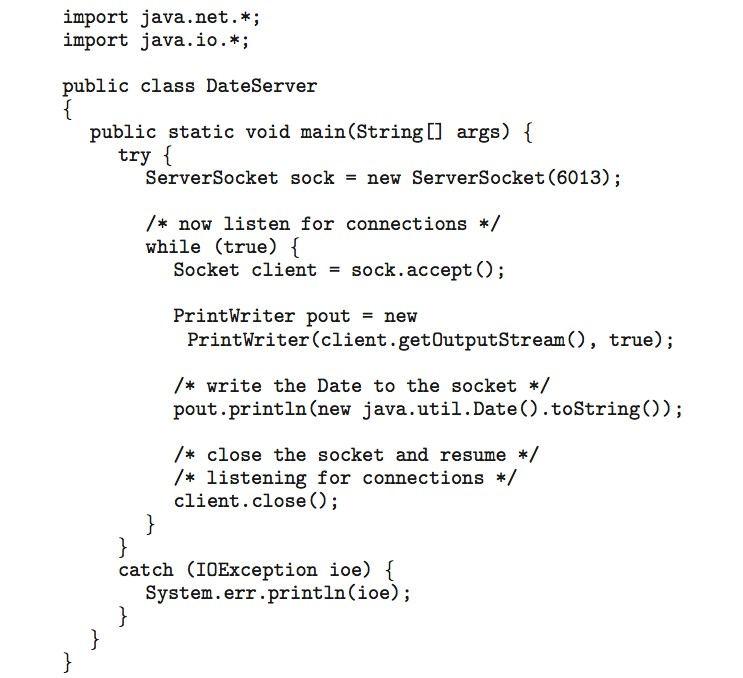 import java.net.*;
import java.io.*;
public class DateServer
{
public static void main(String[] args) {
try {
ServerSocket sock = new ServerSocket(6013);
/* now listen for connections */
while (true) {
Socket client = sock.accept();
PrintWriter pout = new
PrintWriter(client.getOutputStream(), true);
/* write the Date to the socket */
pout.println(new java.util.Date().toString());
/* close the socket and resume */
/* listening for connections */
client.close();
}
}
catch (IOException ioe) {
System.err.println(ioe);
}
}
}